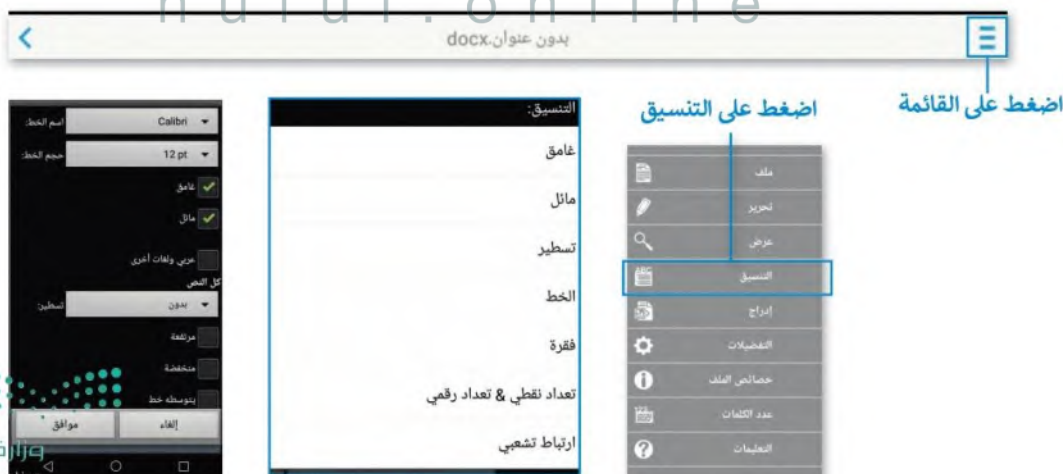 hulul.online
بدون عنوان.docx
اضغط على القائمة
اضغط على التنسيق
ملف
تحرير
عرض
التنسيق
إدراج
التفضيلات
خصائص الملف
عدد الكلمات
التعليمات
التنسيق:
غامق
مائل
تسطير
الخط
فقرة
تعداد نقطي & تعداد رقمي
ارتباط تشعبي
اسم الخط: Calibri
حجم الخط: 12 pt
غامق
مائل
عربي ولغات أخرى
كل النص
تسطير: بدون
مرتفعة
منخفضة
يتوسطه خط
موافق إلغاء